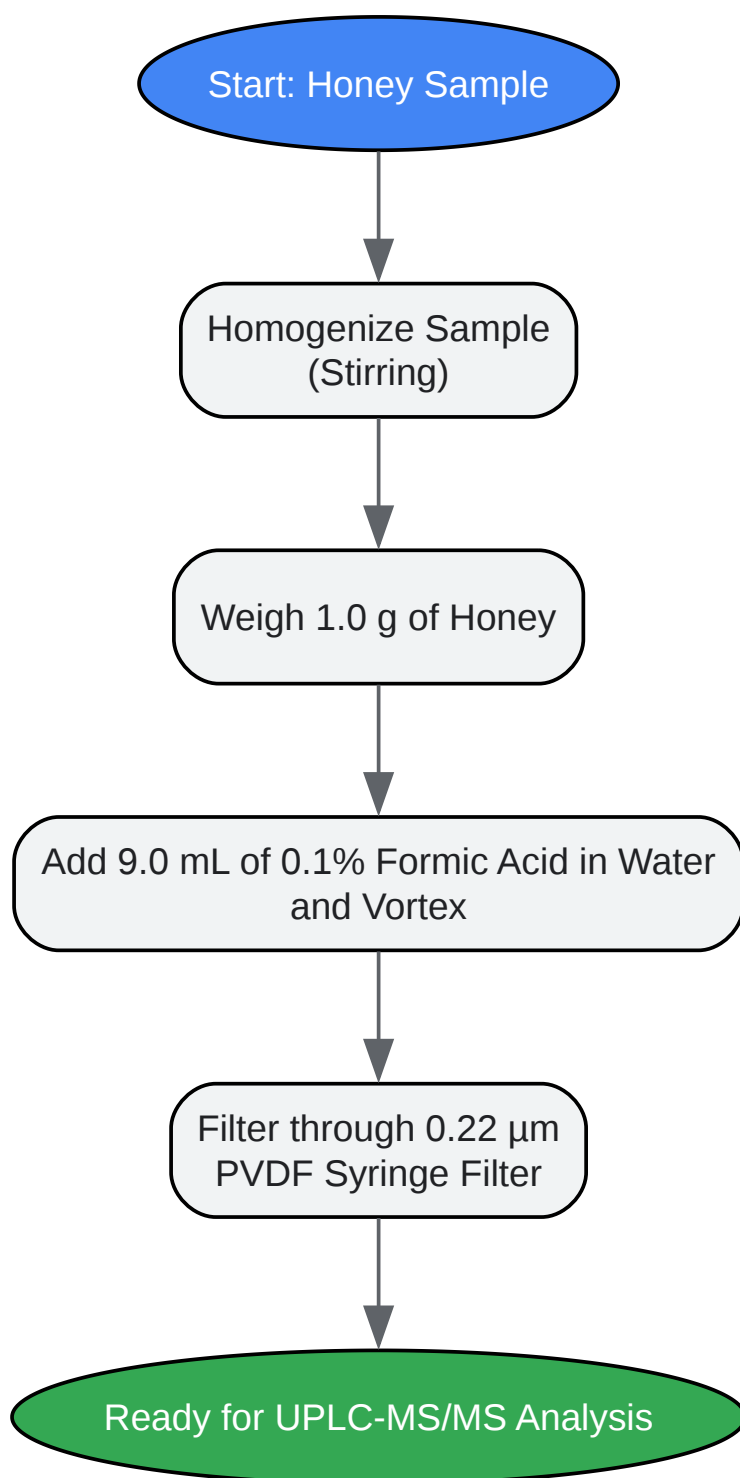 Start: Honey Sample
Homogenize Sample
(Stirring)
Weigh 1.0 g of Honey
Add 9.0 mL of 0.1% Formic Acid in Water
and Vortex
Filter through 0.22 µm
PVDF Syringe Filter
Ready for UPLC-MS/MS Analysis